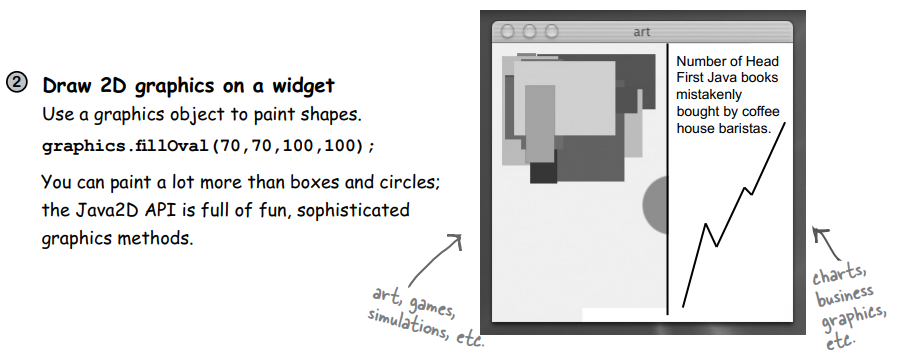 2 Draw 2D graphics on a widget
Use a graphics object to paint shapes.
graphics.fillOval(70,70,100,100);
You can paint a lot more than boxes and circles;
the Java2D API is full of fun, sophisticated
graphics methods.
art, games,
simulations, etc.
art
Number of Head
First Java books
mistakenly
bought by coffee
house baristas.
charts,
business
graphics,
etc.